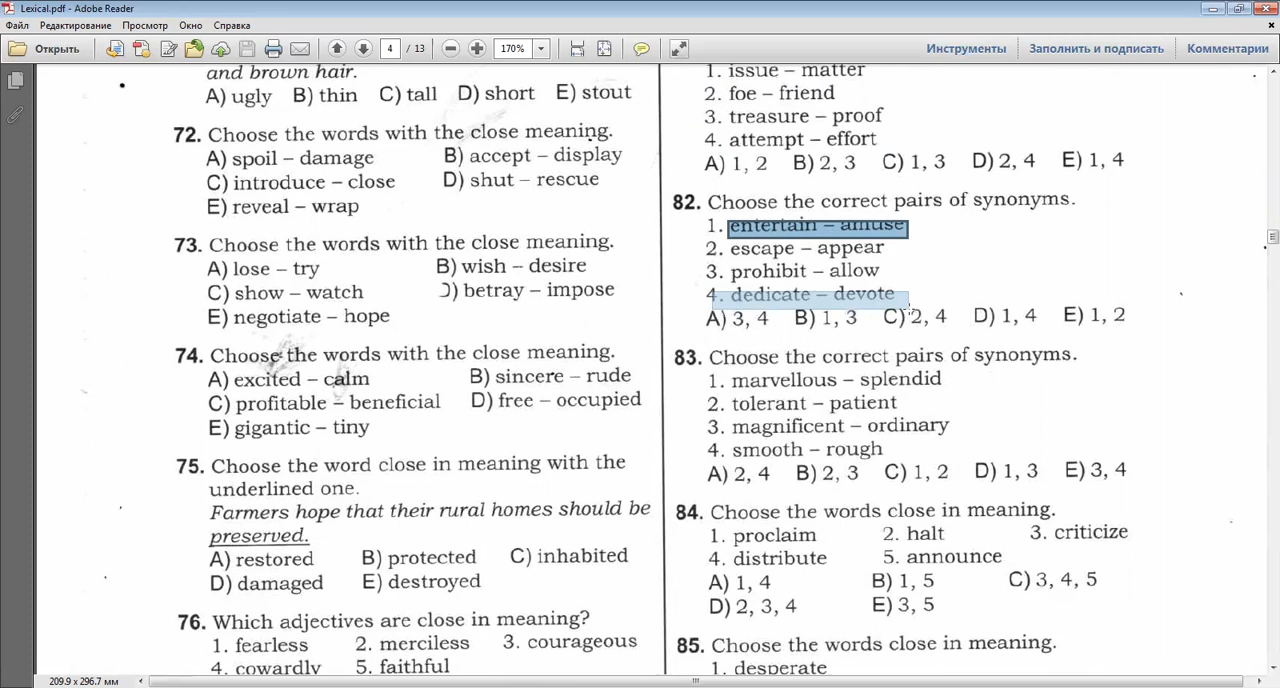 Lexical.pdf - Adobe Reader
Файл Редактирование Просмотр Окно Справка
Открыть 4 / 13 170% Инструменты Заполнить и подписать Комментарии
and brown hair.
A) ugly B) thin C) tall D) short E) stout
72. Choose the words with the close meaning.
A) spoil – damage B) accept – display
C) introduce – close D) shut – rescue
E) reveal – wrap
73. Choose the words with the close meaning.
A) lose – try B) wish – desire
C) show – watch D) betray – impose
E) negotiate – hope
74. Choose the words with the close meaning.
A) excited – calm B) sincere – rude
C) profitable – beneficial D) free – occupied
E) gigantic – tiny
75. Choose the word close in meaning with the
underlined one.
Farmers hope that their rural homes should be
preserved.
A) restored B) protected C) inhabited
D) damaged E) destroyed
76. Which adjectives are close in meaning?
1. fearless 2. merciless 3. courageous
4. cowardly 5. faithful
1. issue – matter
2. foe – friend
3. treasure – proof
4. attempt – effort
A) 1, 2 B) 2, 3 C) 1, 3 D) 2, 4 E) 1, 4
82. Choose the correct pairs of synonyms.
1. entertain – amuse
2. escape – appear
3. prohibit – allow
4. dedicate – devote
A) 3, 4 B) 1, 3 C) 2, 4 D) 1, 4 E) 1, 2
83. Choose the correct pairs of synonyms.
1. marvellous – splendid
2. tolerant – patient
3. magnificent – ordinary
4. smooth – rough
A) 2, 4 B) 2, 3 C) 1, 2 D) 1, 3 E) 3, 4
84. Choose the words close in meaning.
1. proclaim 2. halt 3. criticize
4. distribute 5. announce
A) 1, 4 B) 1, 5 C) 3, 4, 5
D) 2, 3, 4 E) 3, 5
85. Choose the words close in meaning.
1. desperate
209.9 x 296.7 мм